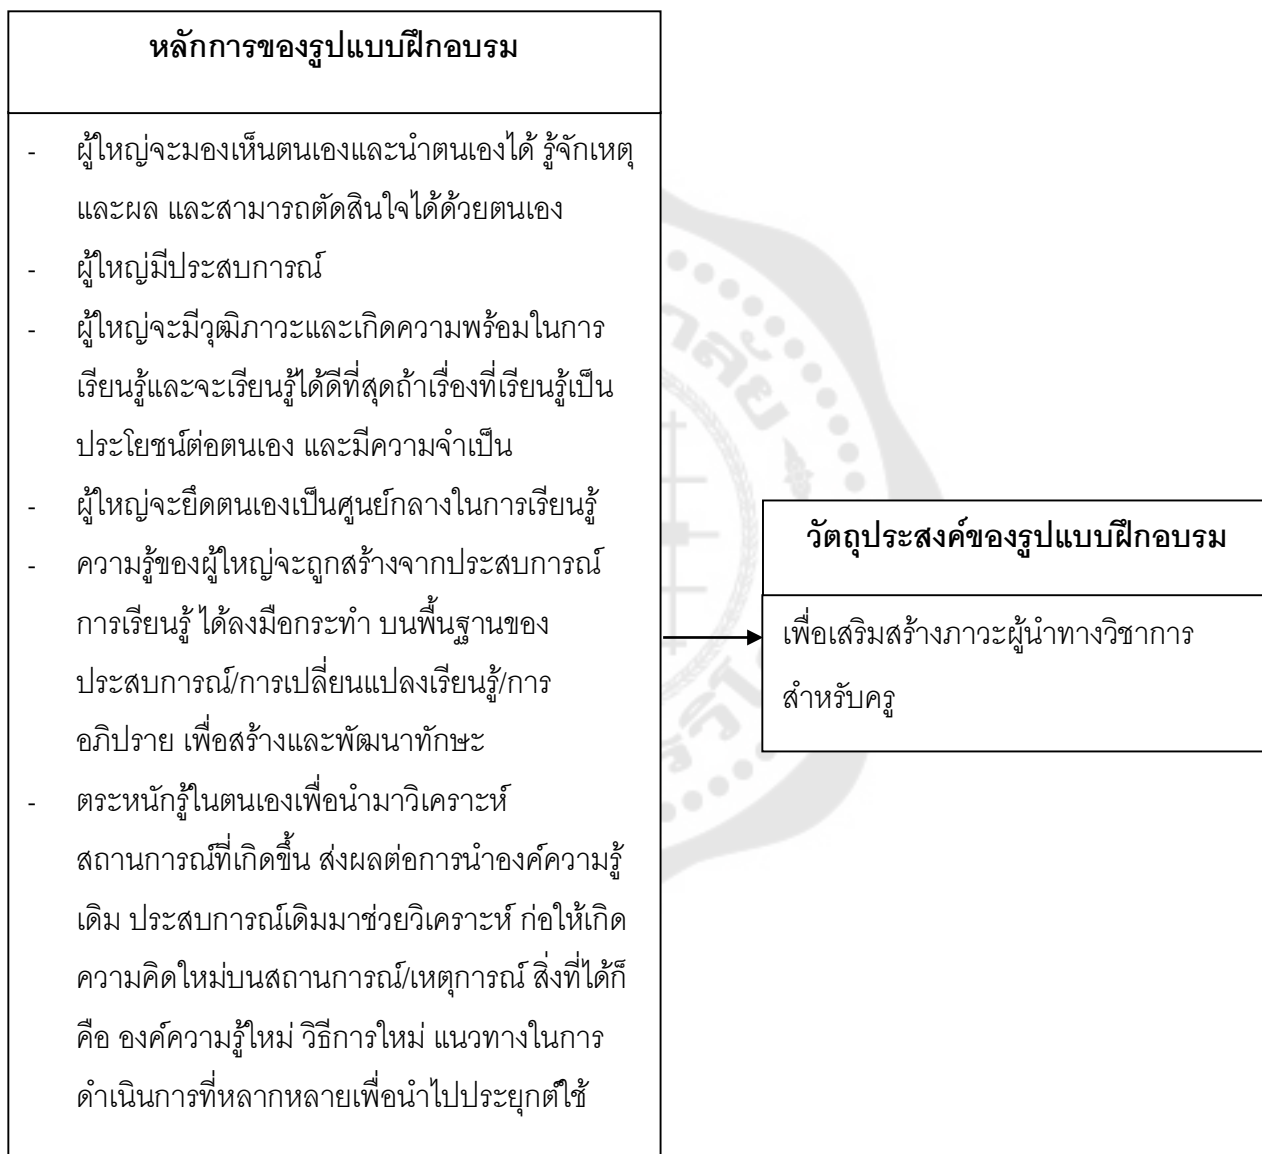 หลักการของรูปแบบฝึกอบรม
- ผู้ใหญ่จะมองเห็นตนเองและนำตนเองได้ รู้จักเหตุ
และผล และสามารถตัดสินใจได้ด้วยตนเอง
- ผู้ใหญ่มีประสบการณ์
- ผู้ใหญ่จะมีวุฒิภาวะและเกิดความพร้อมในการ
เรียนรู้และจะเรียนรู้ได้ดีที่สุดถ้าเรื่องที่เรียนรู้เป็น
ประโยชน์ต่อตนเอง และมีความจำเป็น
- ผู้ใหญ่จะยึดตนเองเป็นศูนย์กลางในการเรียนรู้
- ความรู้ของผู้ใหญ่จะถูกสร้างจากประสบการณ์
การเรียนรู้ ได้ลงมือกระทำ บนพื้นฐานของ
ประสบการณ์/การเปลี่ยนแปลงเรียนรู้/การ
อภิปราย เพื่อสร้างและพัฒนาทักษะ
- ตระหนักรู้ในตนเองเพื่อนำมาวิเคราะห์
สถานการณ์ที่เกิดขึ้น ส่งผลต่อการนำองค์ความรู้
เดิม ประสบการณ์เดิมมาช่วยวิเคราะห์ ก่อให้เกิด
ความคิดใหม่บนสถานการณ์/เหตุการณ์ สิ่งที่ได้ก็
คือ องค์ความรู้ใหม่ วิธีการใหม่ แนวทางในการ
ดำเนินการที่หลากหลายเพื่อนำไปประยุกต์ใช้
วัตถุประสงค์ของรูปแบบฝึกอบรม
เพื่อเสริมสร้างภาวะผู้นำทางวิชาการ
สำหรับครู